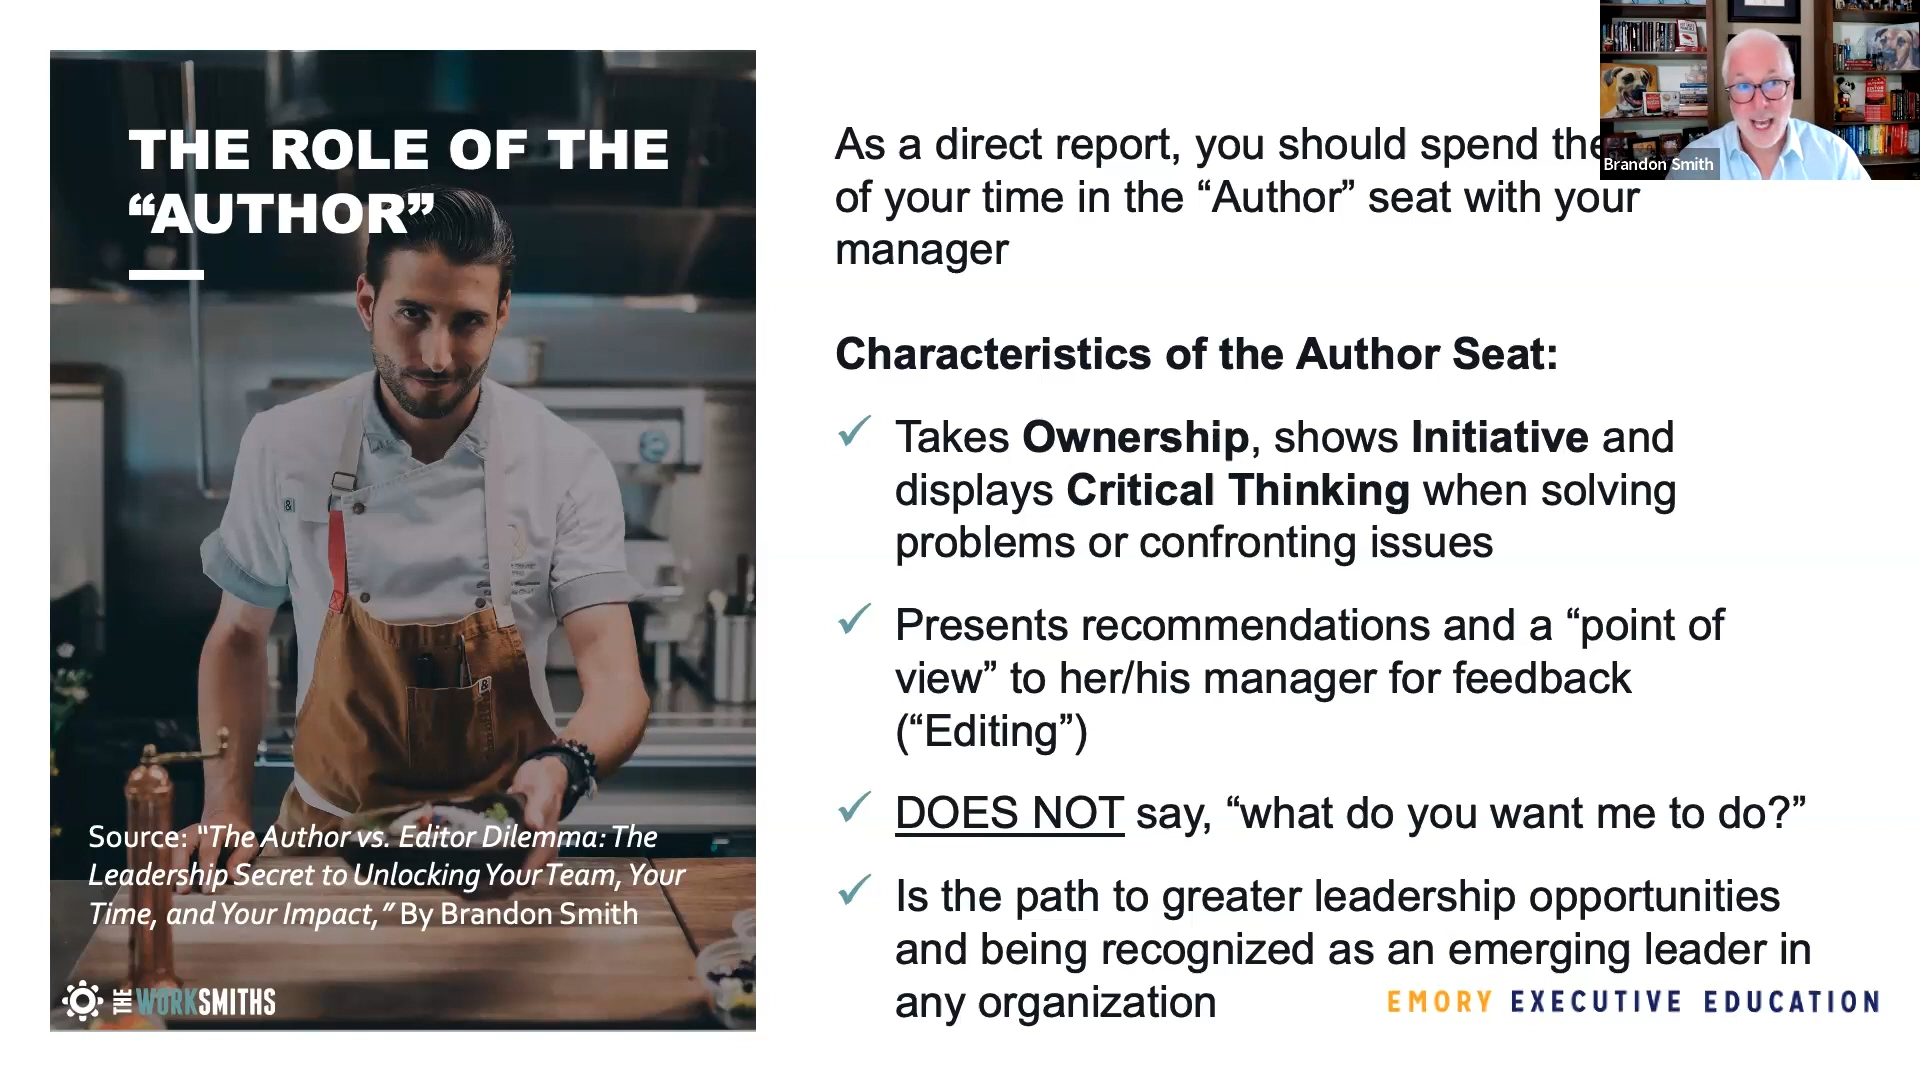 THE ROLE OF THE
“AUTHOR”
Source: “The Author vs. Editor Dilemma: The
Leadership Secret to Unlocking Your Team, Your
Time, and Your Impact,” By Brandon Smith
THE WORKSMITHS
As a direct report, you should spend the
of your time in the “Author” seat with your
manager
Characteristics of the Author Seat:
✓ Takes Ownership, shows Initiative and
displays Critical Thinking when solving
problems or confronting issues
✓ Presents recommendations and a “point of
view” to her/his manager for feedback
(“Editing”)
✓ DOES NOT say, “what do you want me to do?”
✓ Is the path to greater leadership opportunities
and being recognized as an emerging leader in
any organization
EMORY EXECUTIVE EDUCATION
Brandon Smith